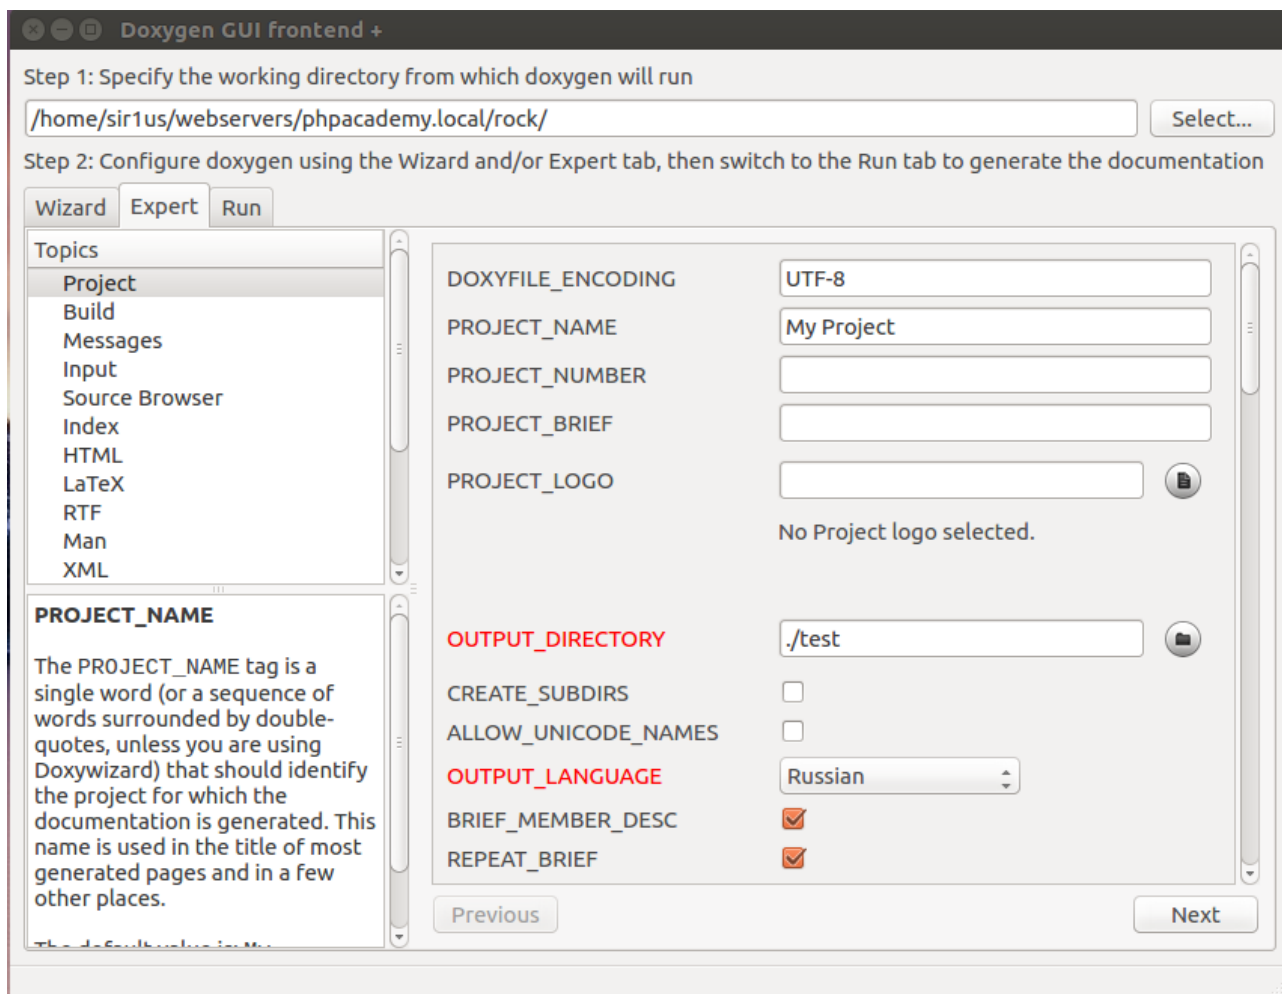 Doxygen GUI frontend +
Step 1: Specify the working directory from which doxygen will run
/home/sir1us/webservers/phpacademy.local/rock/
Select...
Step 2: Configure doxygen using the Wizard and/or Expert tab, then switch to the Run tab to generate the documentation
Wizard Expert Run
Topics
Project
Build
Messages
Input
Source Browser
Index
HTML
LaTeX
RTF
Man
XML
PROJECT_NAME
The PROJECT_NAME tag is a
single word (or a sequence of
words surrounded by double-
quotes, unless you are using
Doxywizard) that should identify
the project for which the
documentation is generated. This
name is used in the title of most
generated pages and in a few
other places.
The default value is: My
DOXYFILE_ENCODING UTF-8
PROJECT_NAME My Project
PROJECT_NUMBER
PROJECT_BRIEF
PROJECT_LOGO
No Project logo selected.
OUTPUT_DIRECTORY ./test
CREATE_SUBDIRS
ALLOW_UNICODE_NAMES
OUTPUT_LANGUAGE Russian
BRIEF_MEMBER_DESC
REPEAT_BRIEF
Previous Next